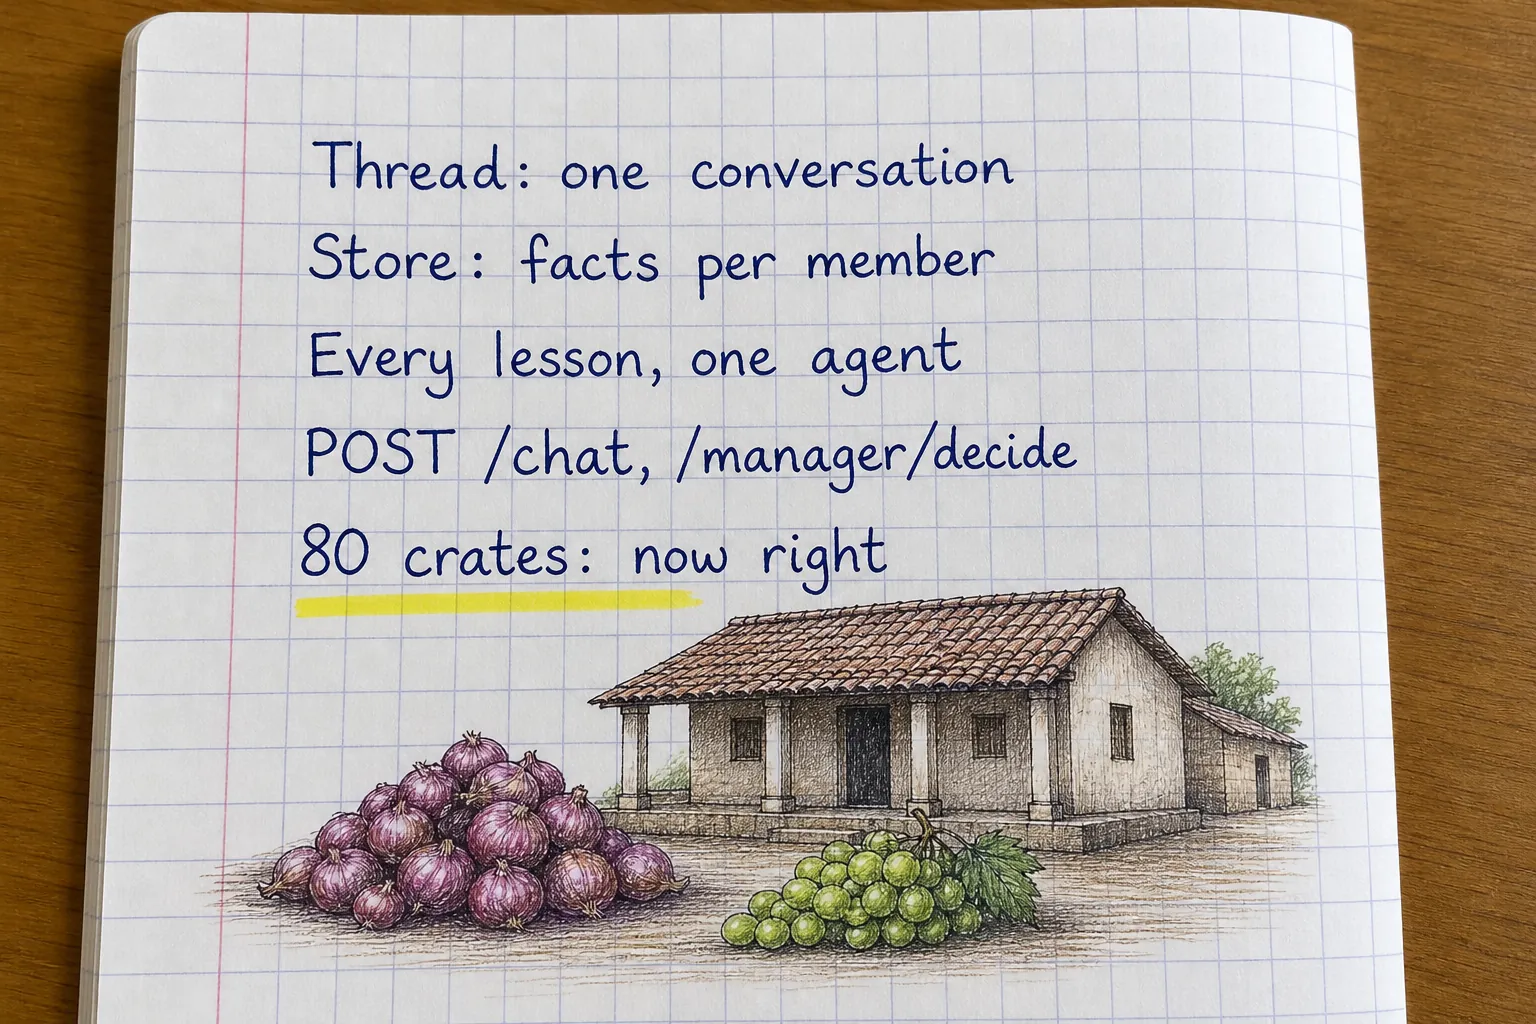 Thread: one conversation
Store: facts per member
Every lesson, one agent
POST /chat, /manager/decide
80 crates: now right